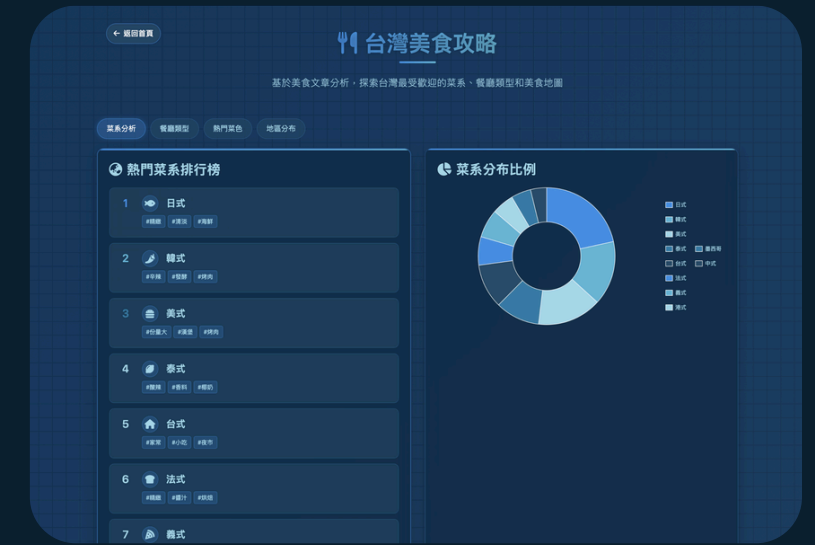 返回首頁
台灣美食攻略
基於美食文章分析，探索台灣最受歡迎的菜系、餐廳類型和美食地圖
菜系分析 餐廳類型 熱門菜色 地區分布
熱門菜系排行榜
1 日式
#精緻 #清淡 #海鮮
2 韓式
#辛辣 #發酵 #烤肉
3 美式
#份量大 #漢堡 #烤肉
4 泰式
#酸辣 #香料 #椰奶
5 台式
#家常 #小吃 #夜市
6 法式
#精緻 #醬汁 #烘焙
7 義式
菜系分布比例
日式
韓式
美式
泰式 墨西哥
台式 中式
法式
義式
港式